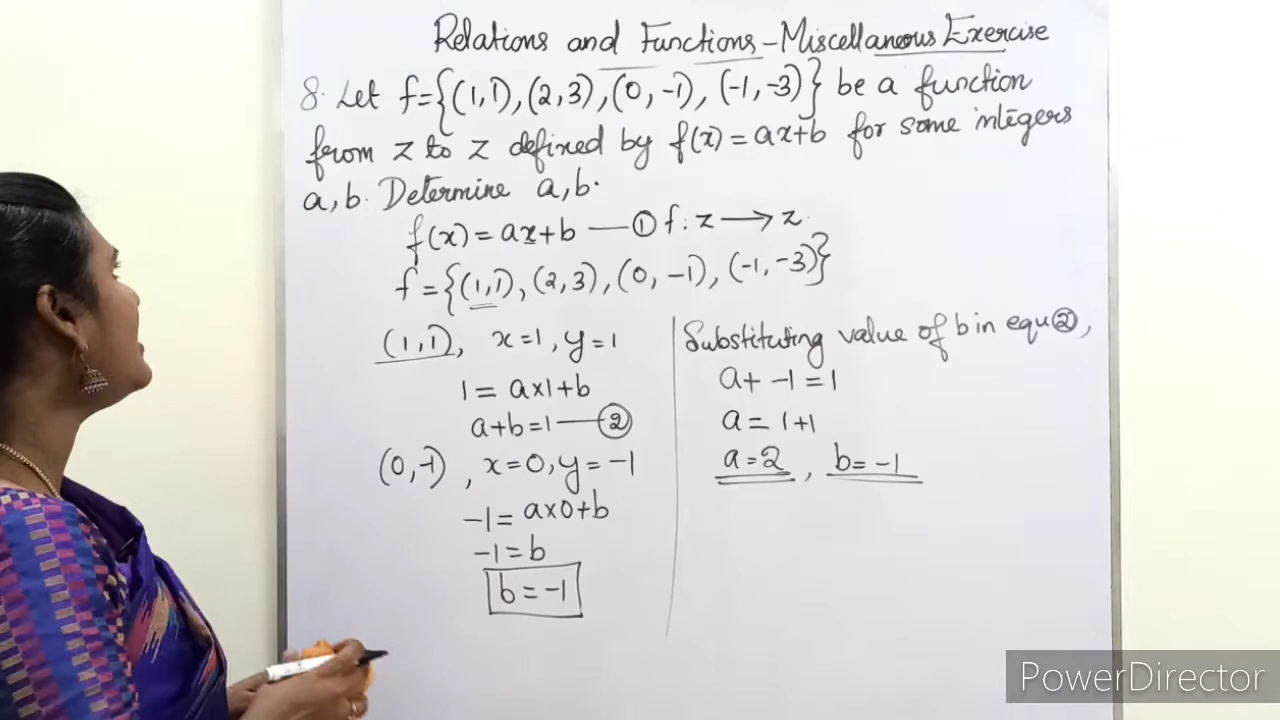 Relations and Functions - Miscellaneous Exercise
8. Let f={(1,1),(2,3),(0,-1),(-1,-3)} be a function
from z to z defined by f(x)=ax+b for some integers
a,b. Determine a,b.
f(x)=ax+b —① f:z⟶z.
f={(1,1),(2,3),(0,-1),(-1,-3)}
(1,1), x=1, y=1
1=a×1+b
a+b=1—②
(0,-1), x=0, y=-1
-1=a×0+b
-1=b
b=-1
Substituting value of b in equ②,
a+ -1=1
a=1+1
a=2, b=-1
PowerDirector